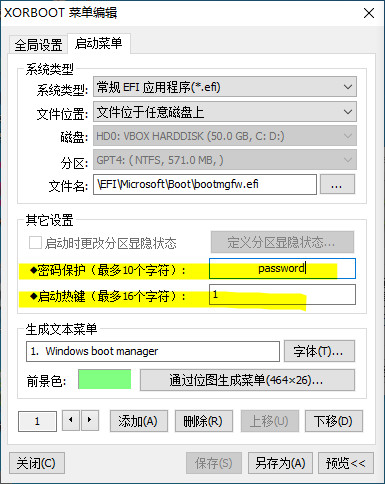 XORBOOT 菜单编辑
全局设置 启动菜单
系统类型
系统类型: 常规 EFI 应用程序(*.efi)
文件位置: 文件位于任意磁盘上
磁盘: HD0: VBOX HARDDISK (50.0 GB, C: D:)
分区: GPT4: ( NTFS, 571.0 MB, )
文件名: \EFI\Microsoft\Boot\bootmgfw.efi ...
其它设置
启动时更改分区显隐状态 定义分区显隐状态...
◆密码保护（最多10个字符）: password
◆启动热键（最多16个字符）: 1
生成文本菜单
1. Windows boot manager 字体(T)...
前景色: 通过位图生成菜单(464×26)...
1 添加(A) 删除(R) 上移(U) 下移(D)
关闭(C) 保存(S) 另存为(A) 预览<<